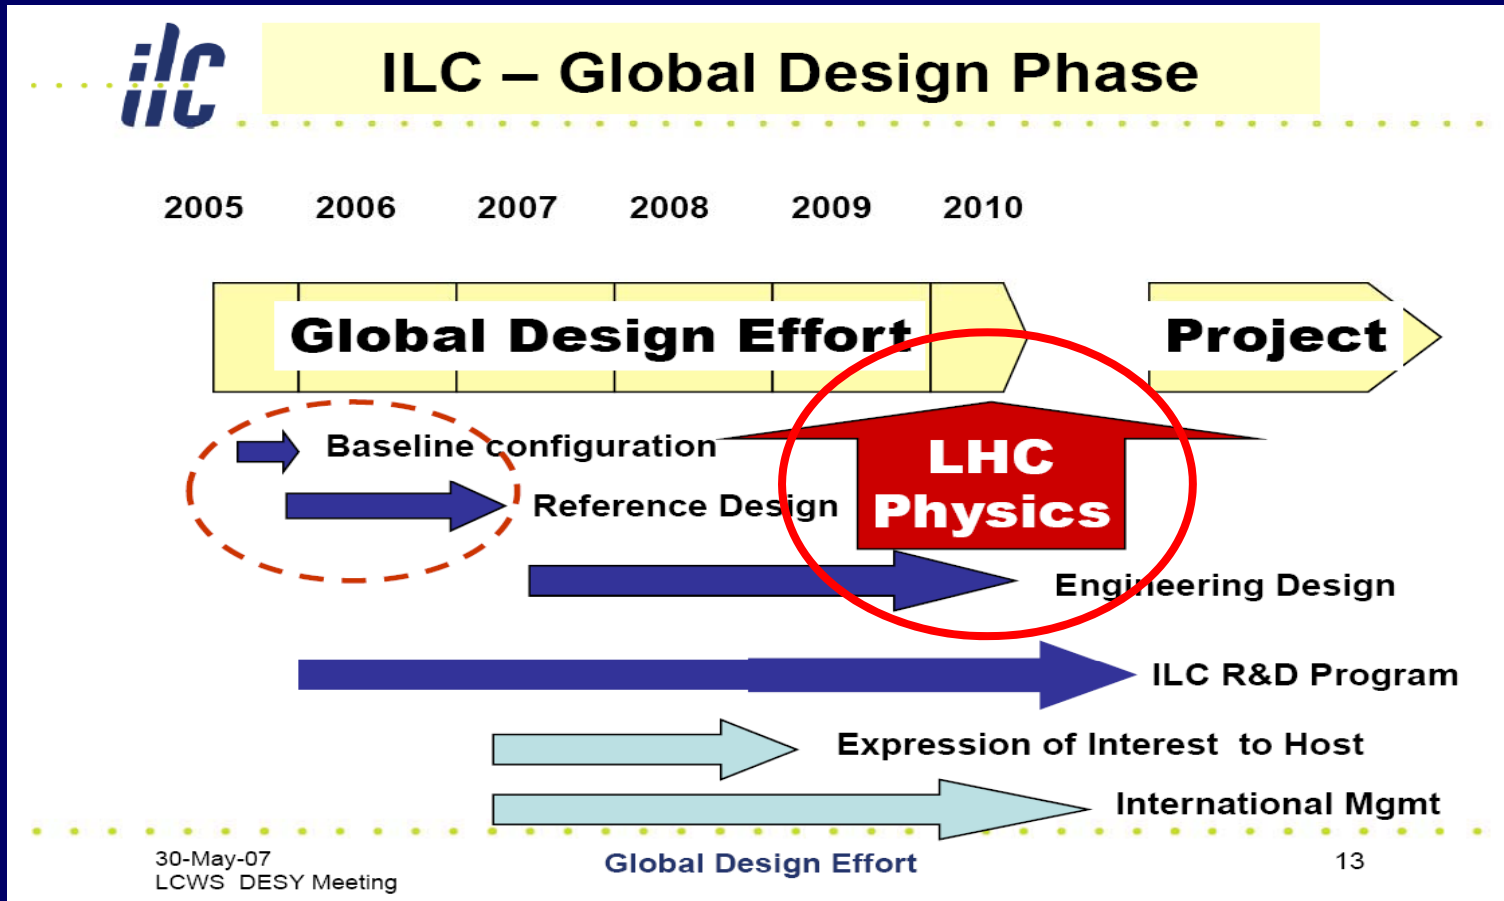 ilc
ILC – Global Design Phase
2005 2006 2007 2008 2009 2010
Global Design Effort
Project
Baseline configuration
Reference Design
LHC
Physics
Engineering Design
ILC R&D Program
Expression of Interest to Host
International Mgmt
30-May-07
LCWS DESY Meeting
Global Design Effort
13